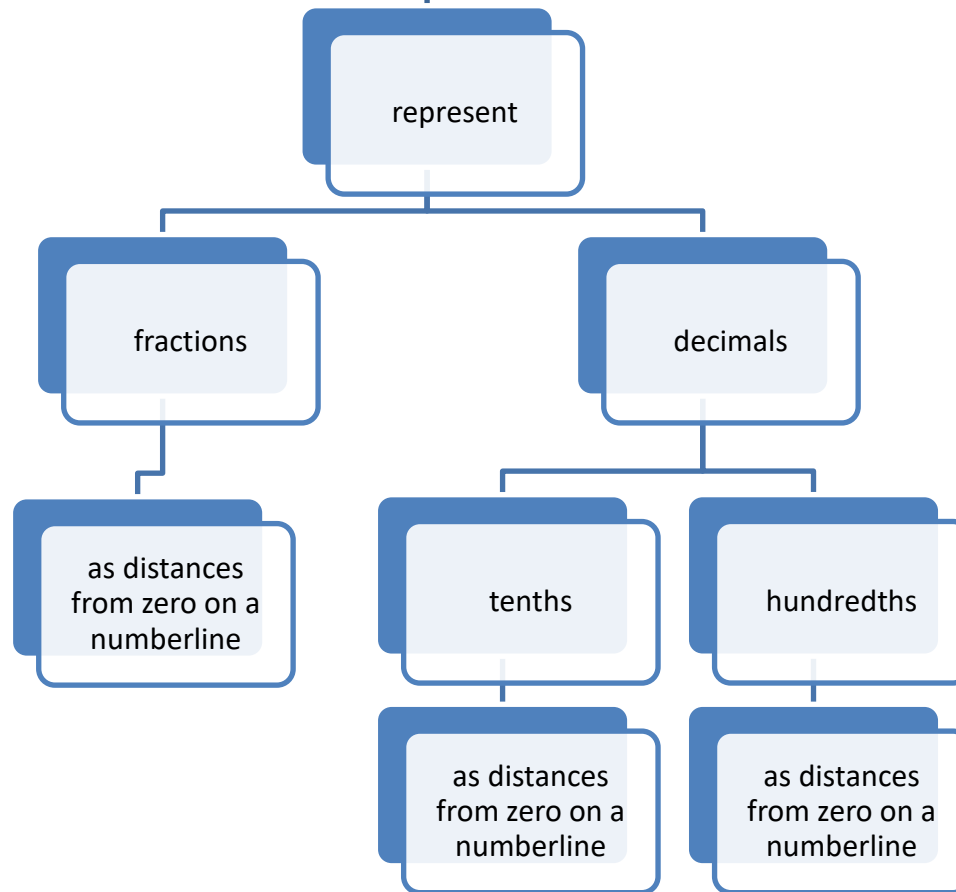 represent
fractions
decimals
as distances
from zero on a
numberline
tenths
hundredths
as distances
from zero on a
numberline
as distances
from zero on a
numberline